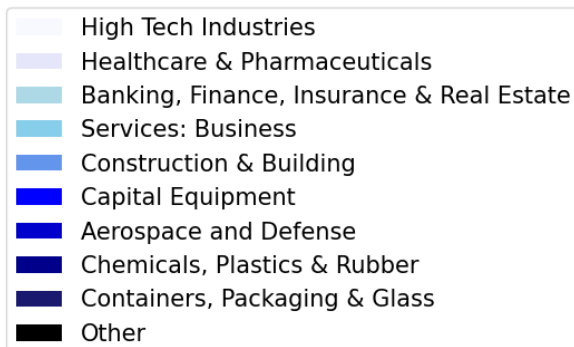 High Tech Industries
Healthcare & Pharmaceuticals
Banking, Finance, Insurance & Real Estate
Services: Business
Construction & Building
Capital Equipment
Aerospace and Defense
Chemicals, Plastics & Rubber
Containers, Packaging & Glass
Other